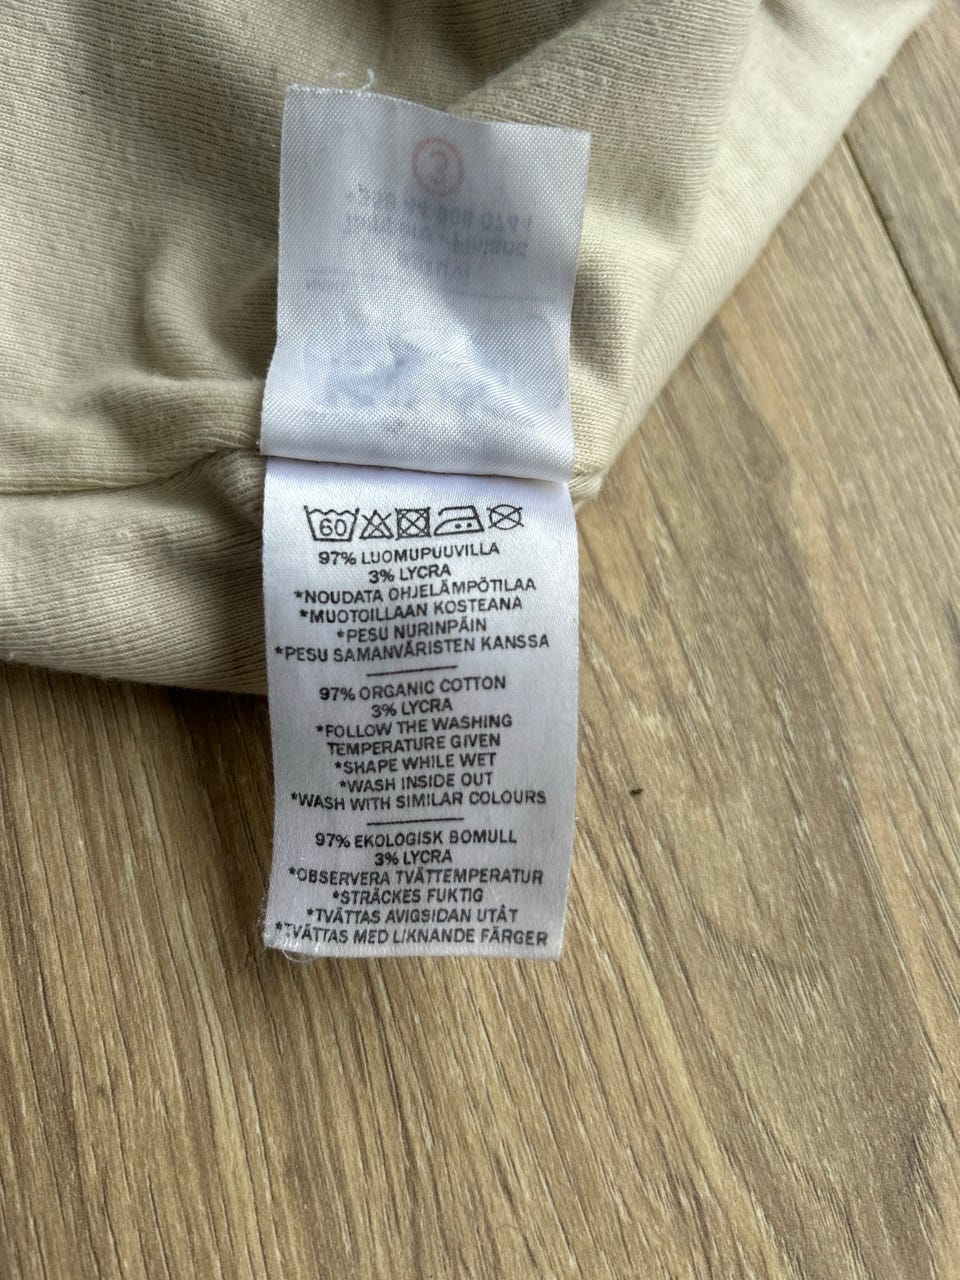 60
97% LUOMUPUUVILLA
3% LYCRA
*NOUDATA OHJELÄMPÖTILAA
*MUOTOILLAAN KOSTEANA
*PESU NURINPÄIN
*PESU SAMANVÄRISTEN KANSSA
97% ORGANIC COTTON
3% LYCRA
*FOLLOW THE WASHING
TEMPERATURE GIVEN
*SHAPE WHILE WET
*WASH INSIDE OUT
*WASH WITH SIMILAR COLOURS
97% EKOLOGISK BOMULL
3% LYCRA
*OBSERVERA TVÄTTEMPERATUR
*STRÄCKES FUKTIG
*TVÄTTAS AVIGSIDAN UTÅT
*TVÄTTAS MED LIKNANDE FÄRGER